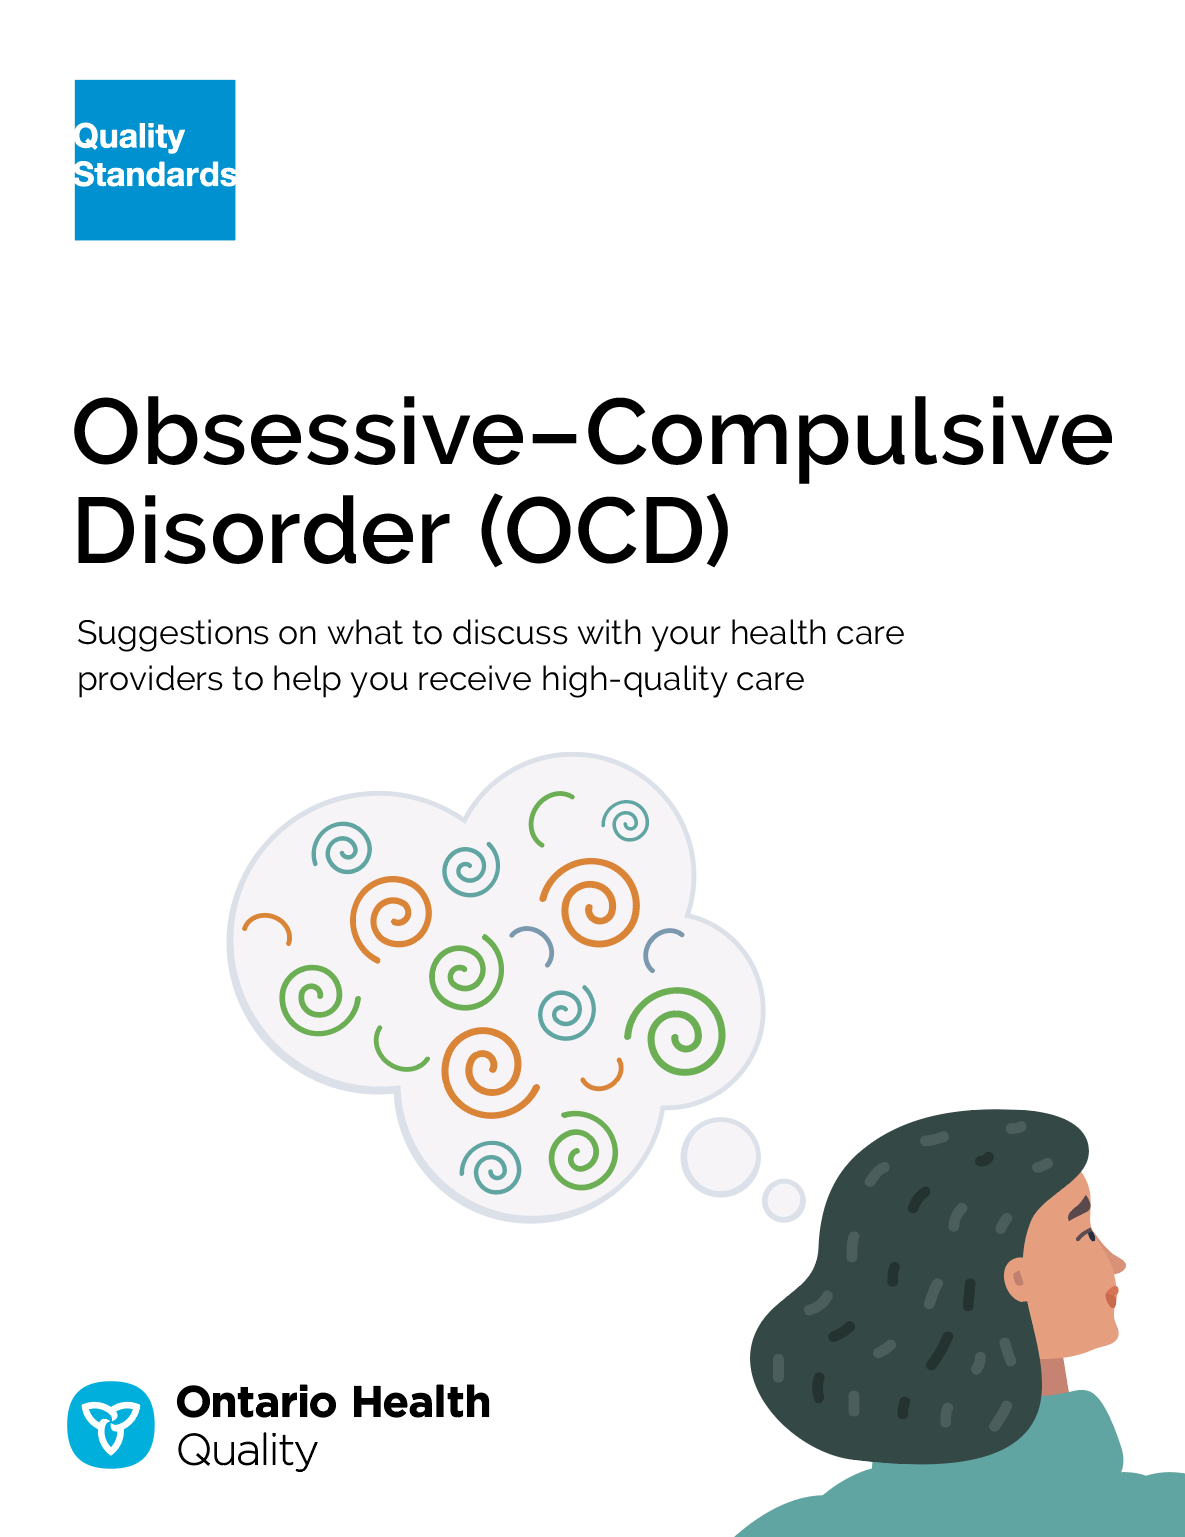 Quality
Standards
Obsessive–Compulsive
Disorder (OCD)
Suggestions on what to discuss with your health care
providers to help you receive high-quality care
Ontario Health
Quality